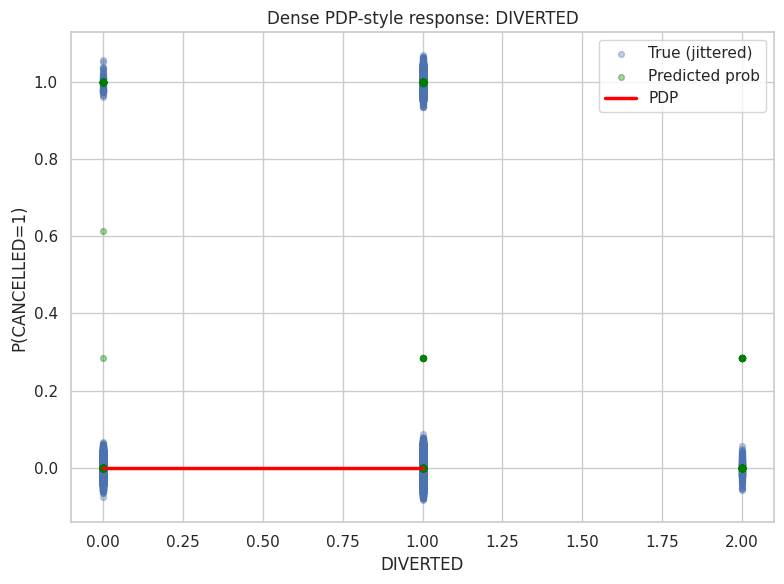 Dense PDP-style response: DIVERTED
True (jittered)
Predicted prob
PDP
P(CANCELLED=1)
1.0
0.8
0.6
0.4
0.2
0.0
0.00 0.25 0.50 0.75 1.00 1.25 1.50 1.75 2.00
DIVERTED